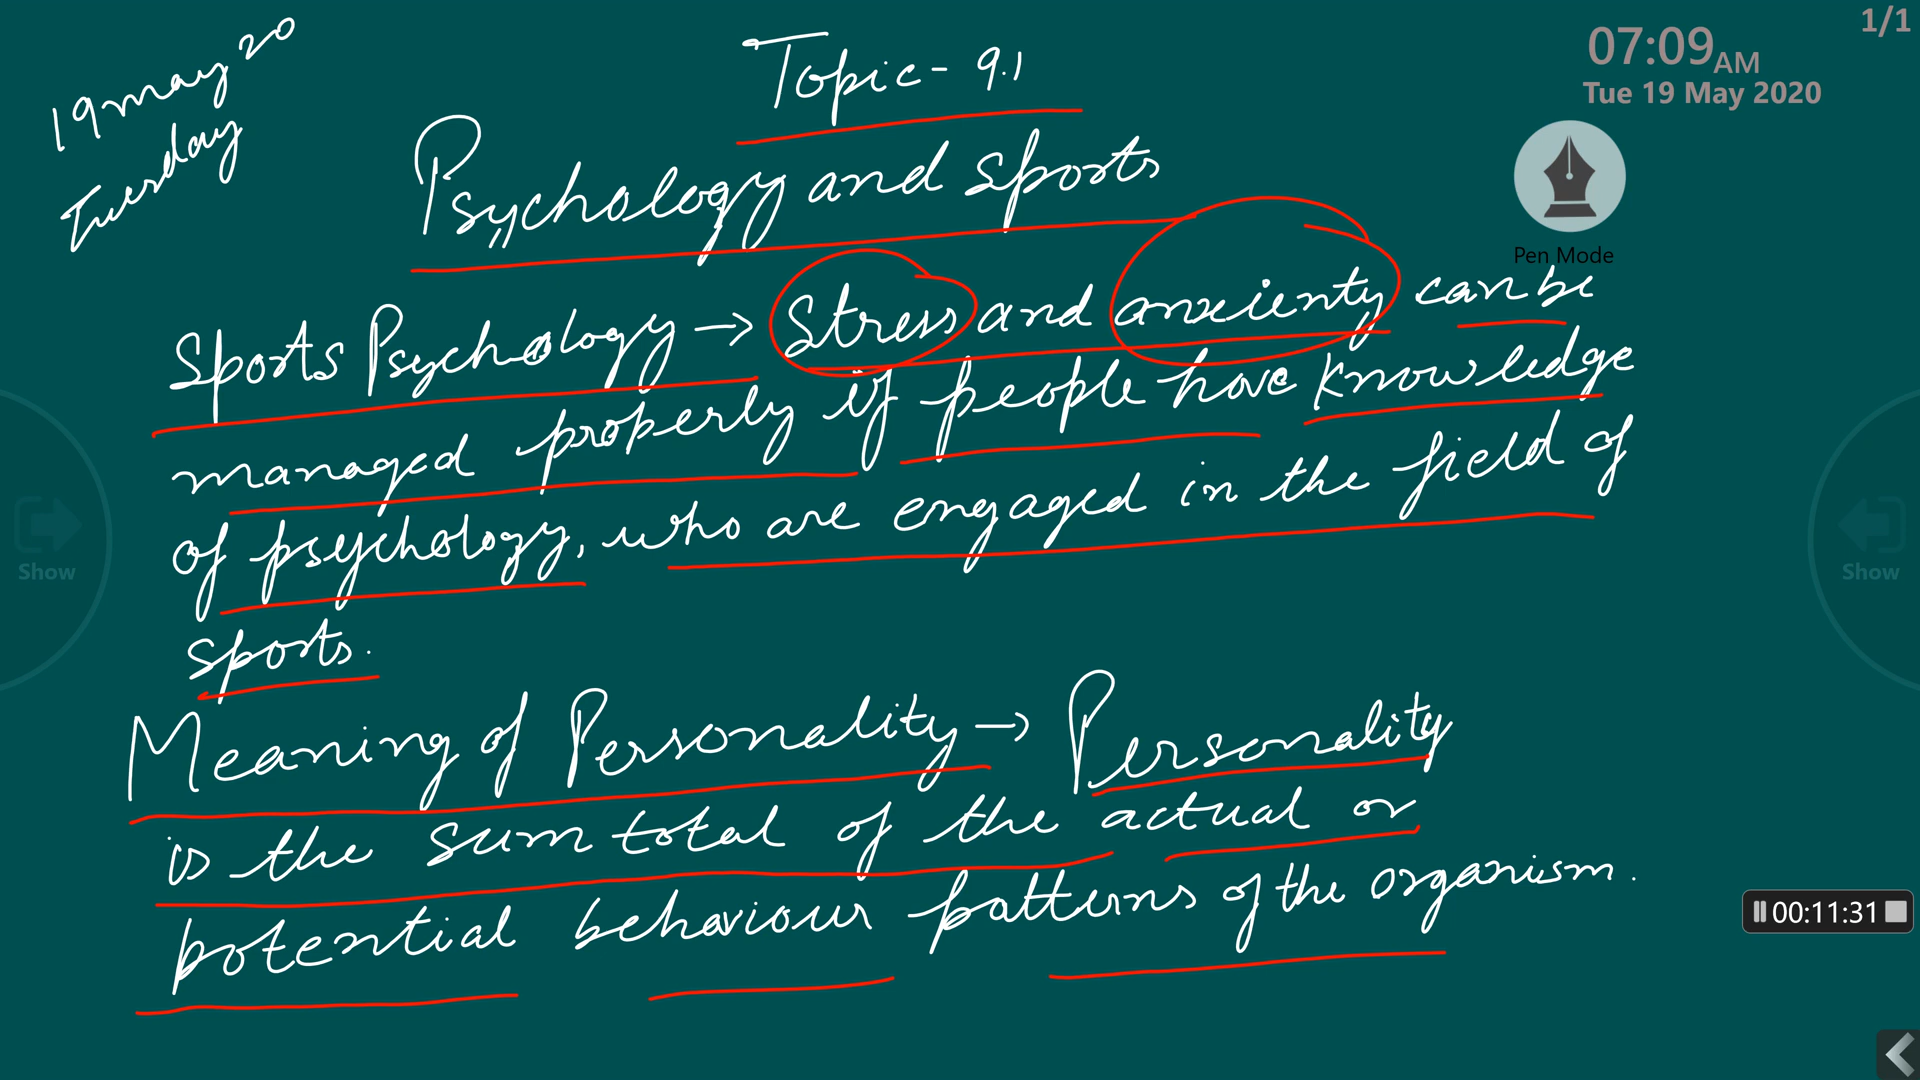 19 may 20
Tuesday
Topic- 9.1
Psychology and sports
07:09 AM
Tue 19 May 2020
1/1
Pen Mode
Sports Psychology → Stress and anxienty can be
managed properly if people have knowledge
of psychology, who are engaged in the field of
sports.
Meaning of Personality → Personality
is the sum total of the actual or
potential behaviour patterns of the organism.
Show
Show
00:11:31